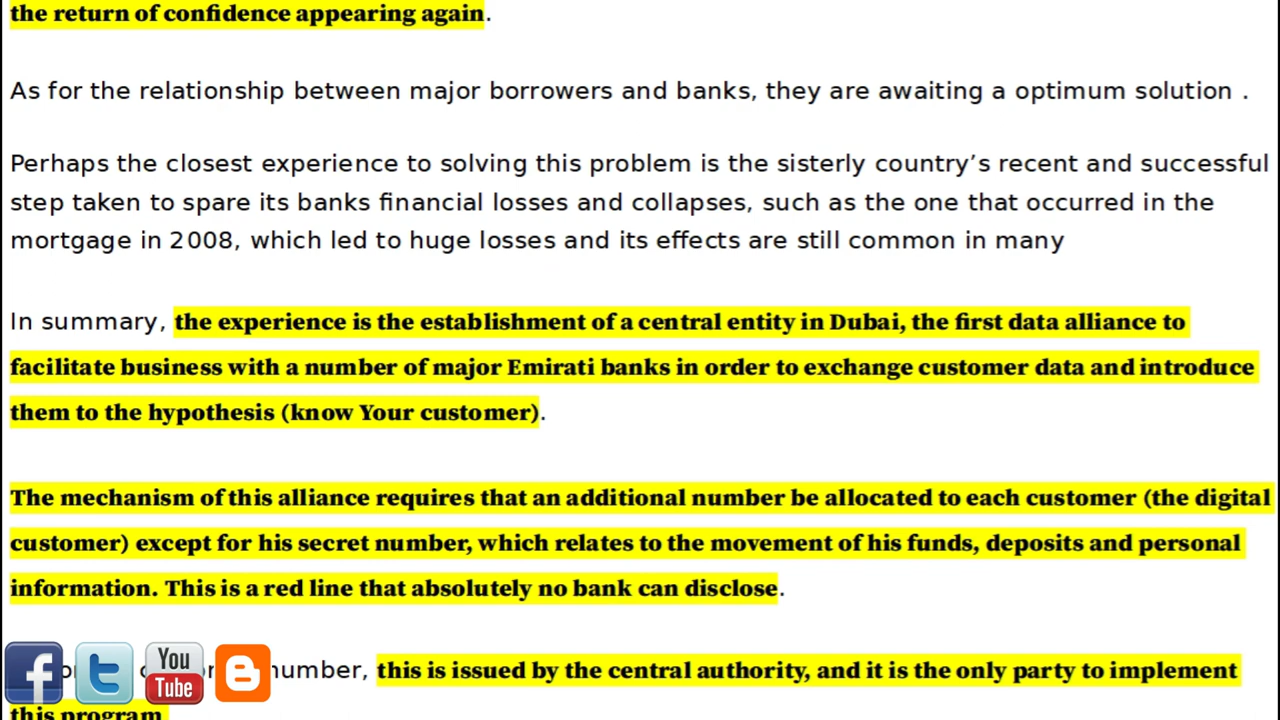 the return of confidence appearing again.
As for the relationship between major borrowers and banks, they are awaiting a optimum solution .
Perhaps the closest experience to solving this problem is the sisterly country’s recent and successful
step taken to spare its banks financial losses and collapses, such as the one that occurred in the
mortgage in 2008, which led to huge losses and its effects are still common in many
In summary, the experience is the establishment of a central entity in Dubai, the first data alliance to
facilitate business with a number of major Emirati banks in order to exchange customer data and introduce
them to the hypothesis (know Your customer).
The mechanism of this alliance requires that an additional number be allocated to each customer (the digital
customer) except for his secret number, which relates to the movement of his funds, deposits and personal
information. This is a red line that absolutely no bank can disclose.
number, this is issued by the central authority, and it is the only party to implement
this program
You
Tube